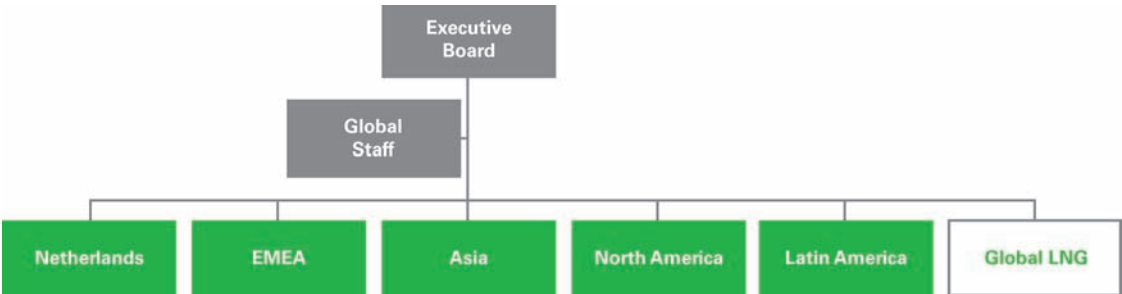 Executive
Board
Global
Staff
Netherlands
EMEA
Asia
North America
Latin America
Global LNG